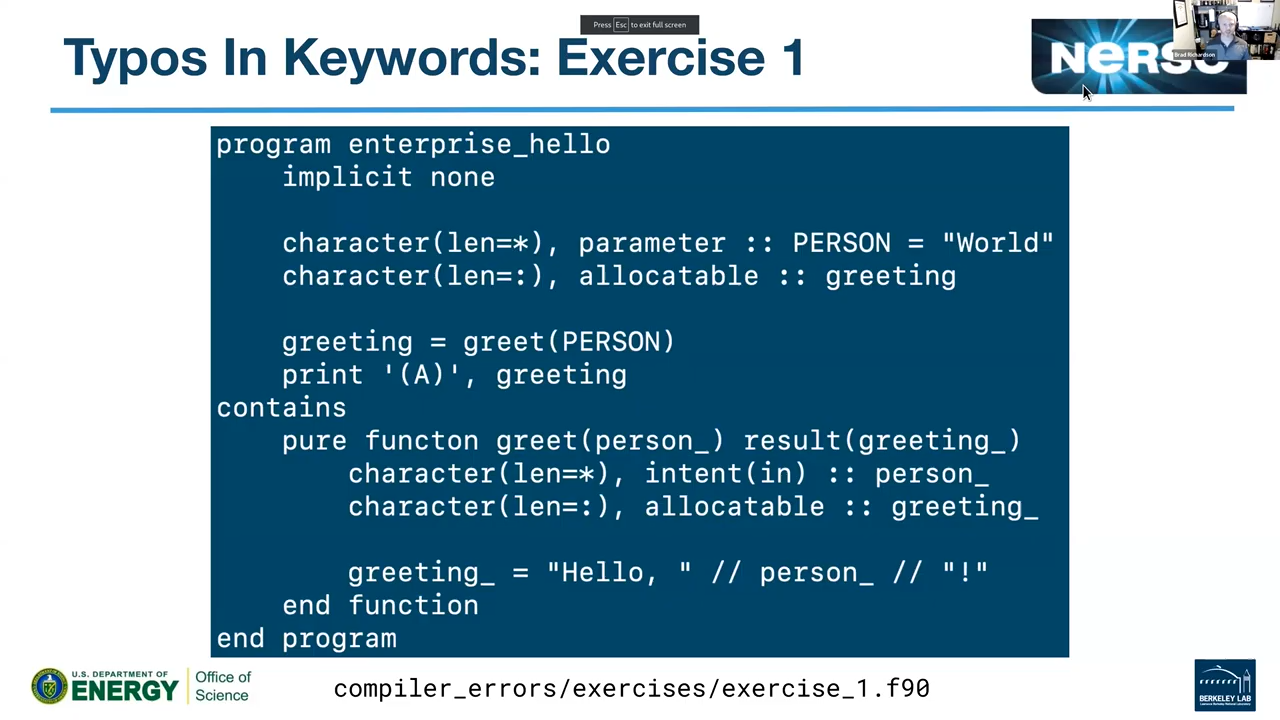 Press Esc to exit full screen
Typos In Keywords: Exercise 1
NERSC
Brad Richardson
program enterprise_hello
    implicit none
    character(len=*), parameter :: PERSON = "World"
    character(len=:), allocatable :: greeting
    greeting = greet(PERSON)
    print '(A)', greeting
contains
    pure functon greet(person_) result(greeting_)
        character(len=*), intent(in) :: person_
        character(len=:), allocatable :: greeting_
        greeting_ = "Hello, " // person_ // "!"
    end function
end program
U.S. DEPARTMENT OF
ENERGY
Office of
Science
compiler_errors/exercises/exercise_1.f90
BERKELEY LAB